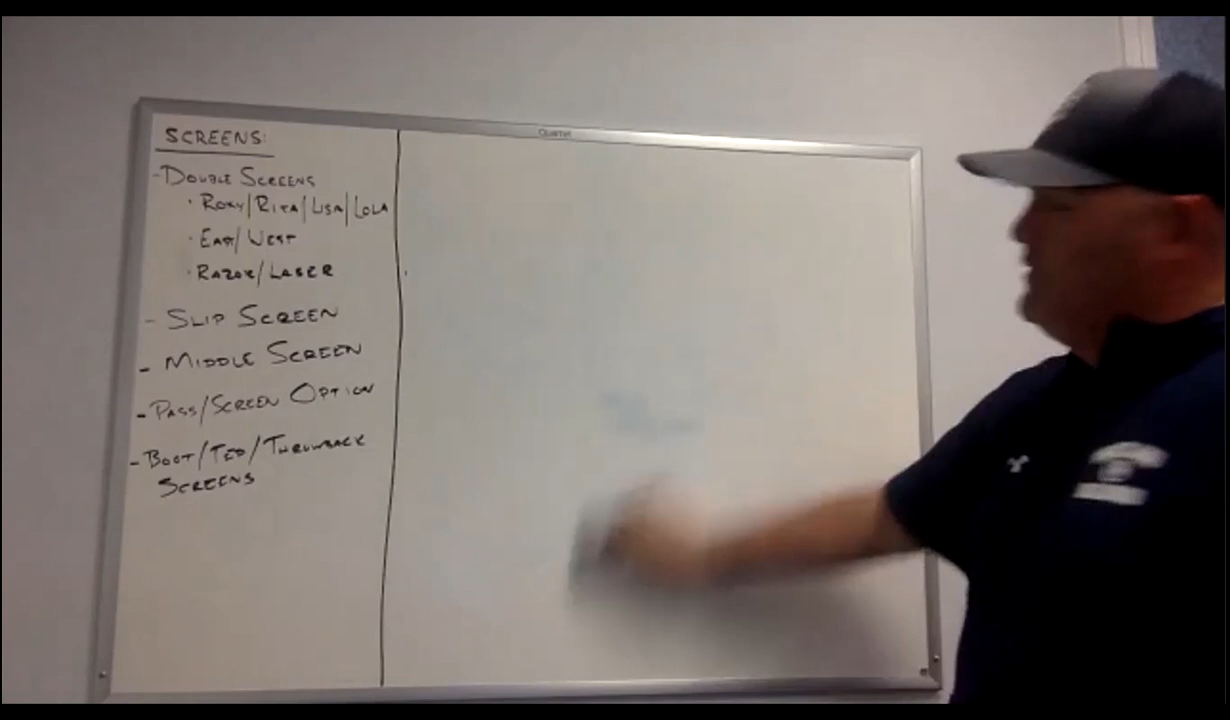 Quartet
SCREENS:
- DOUBLE SCREENS
· ROXY/RITA/LISA/LOLA
· EAST/WEST
· RAZOR/LASER
- SLIP SCREEN
- MIDDLE SCREEN
- PASS/SCREEN OPTION
- BOOT/TED/THROWBACK
SCREENS